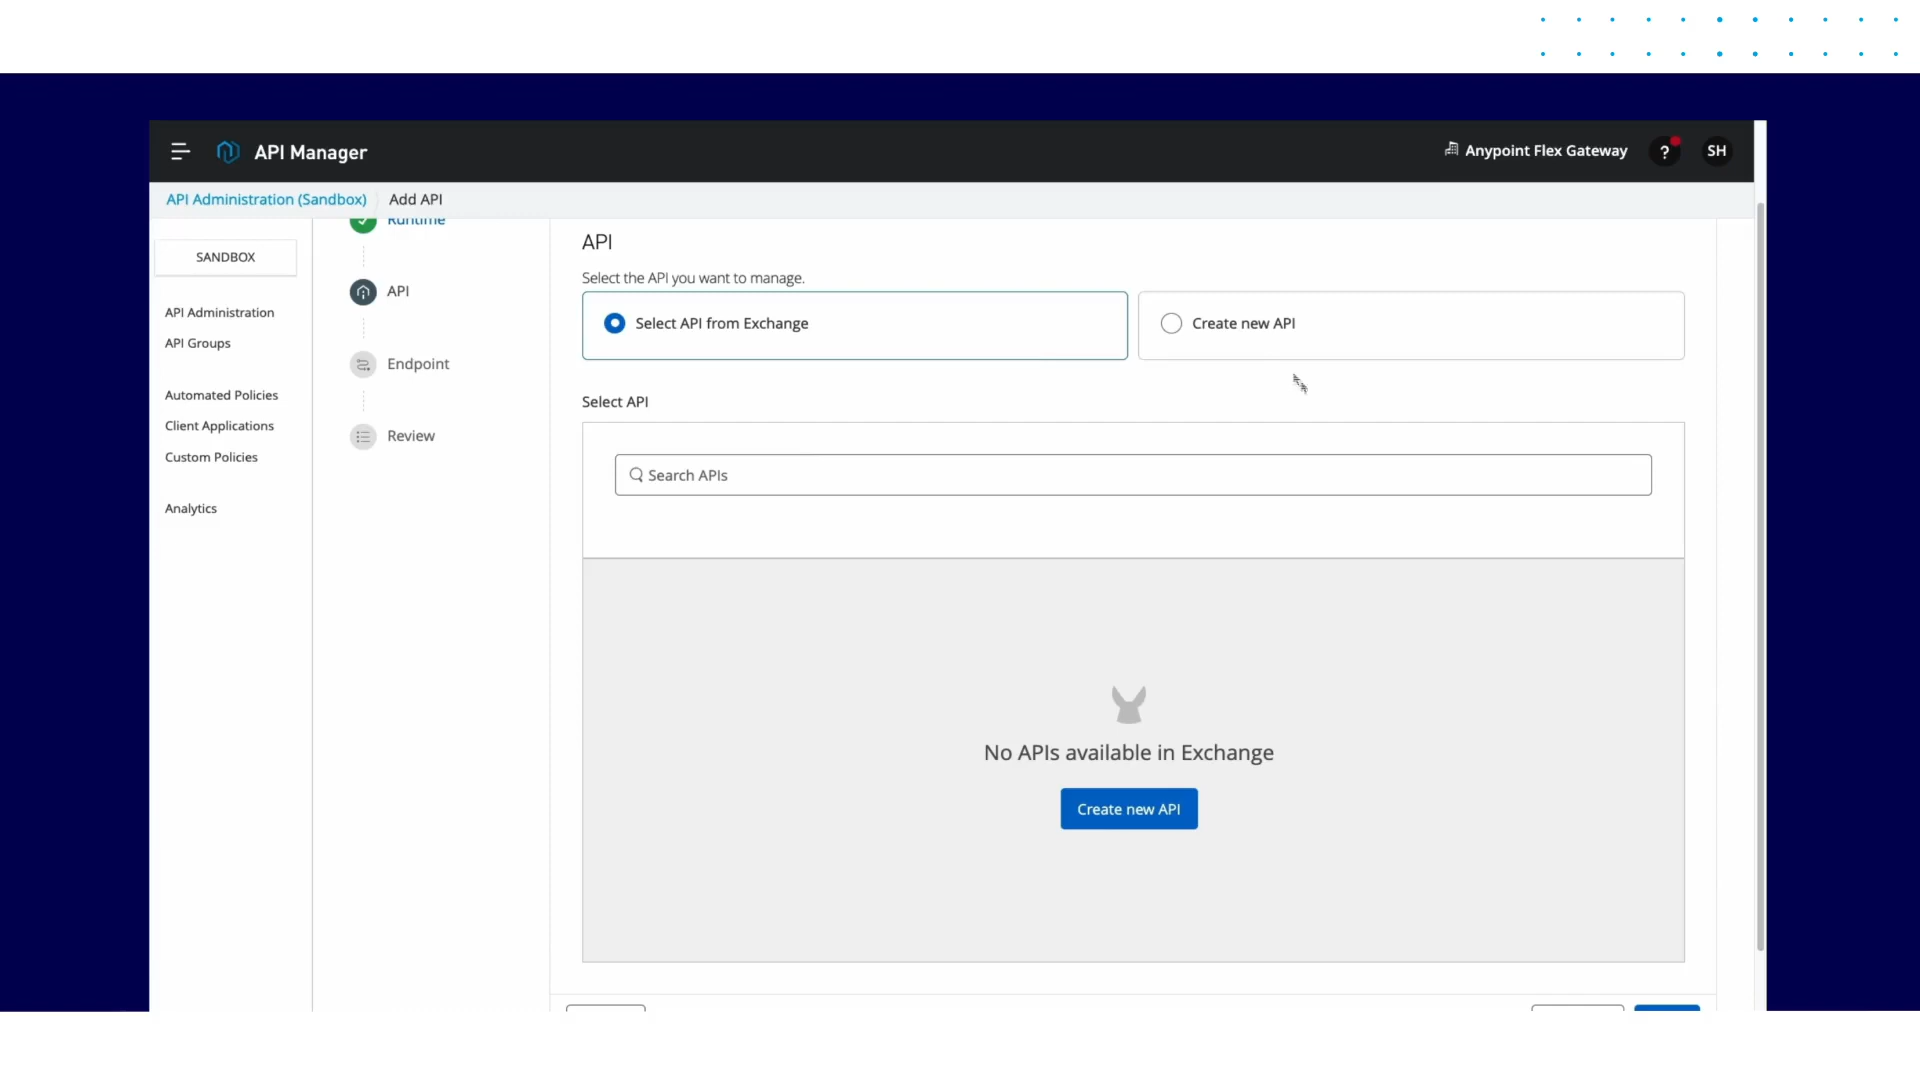 API Manager
Anypoint Flex Gateway
?
SH
API Administration (Sandbox)
Add API
SANDBOX
API Administration
API Groups
Automated Policies
Client Applications
Custom Policies
Analytics
Runtime
API
Endpoint
Review
API
Select the API you want to manage.
Select API from Exchange
Create new API
Select API
Search APIs
No APIs available in Exchange
Create new API